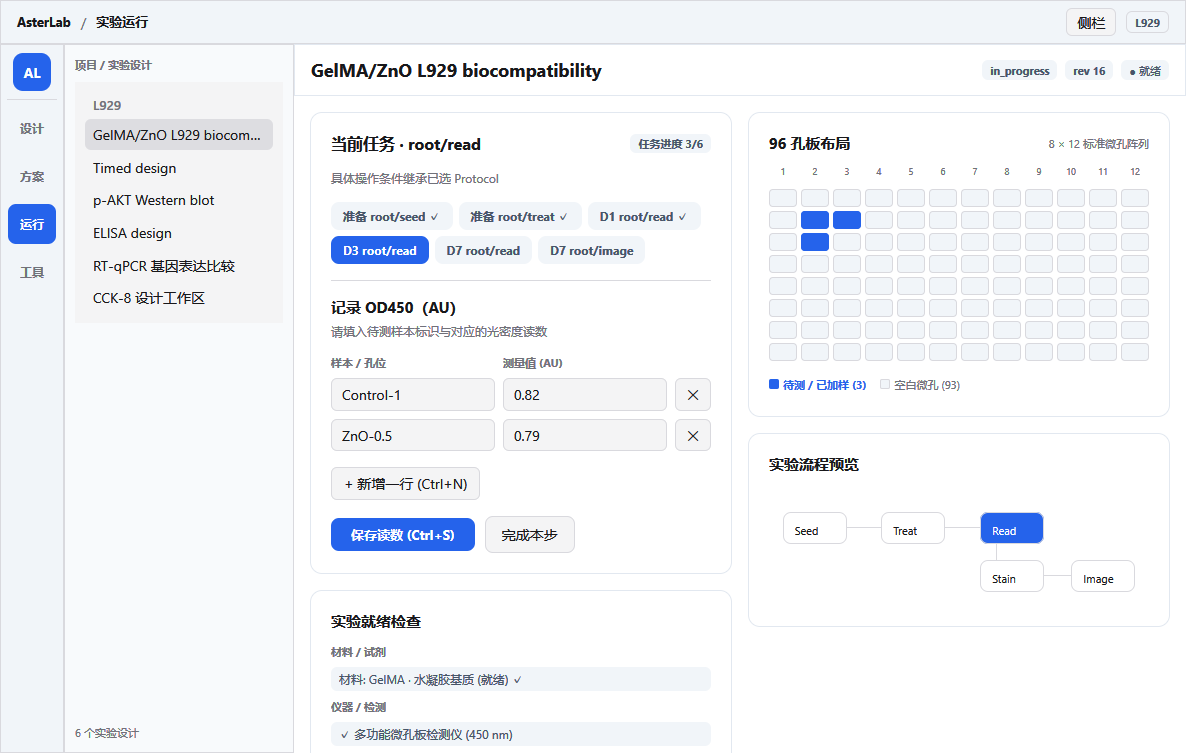 AsterLab / 实验运行
侧栏
L929
AL
设计
方案
运行
工具
项目 / 实验设计
L929
GelMA/ZnO L929 biocom...
Timed design
p-AKT Western blot
ELISA design
RT-qPCR 基因表达比较
CCK-8 设计工作区
6 个实验设计
GelMA/ZnO L929 biocompatibility
in_progress
rev 16
● 就绪
当前任务 · root/read
任务进度 3/6
具体操作条件继承已选 Protocol
准备 root/seed ✓
准备 root/treat ✓
D1 root/read ✓
D3 root/read
D7 root/read
D7 root/image
记录 OD450（AU）
请填入待测样本标识与对应的光密度读数
样本 / 孔位
测量值 (AU)
Control-1
0.82
×
ZnO-0.5
0.79
×
+ 新增一行 (Ctrl+N)
保存读数 (Ctrl+S)
完成本步
实验就绪检查
材料 / 试剂
材料: GelMA · 水凝胶基质 (就绪) ✓
仪器 / 检测
✓ 多功能微孔板检测仪 (450 nm)
96 孔板布局
8 × 12 标准微孔阵列
1 2 3 4 5 6 7 8 9 10 11 12
待测 / 已加样 (3)
空白微孔 (93)
实验流程预览
Seed
Treat
Read
Stain
Image